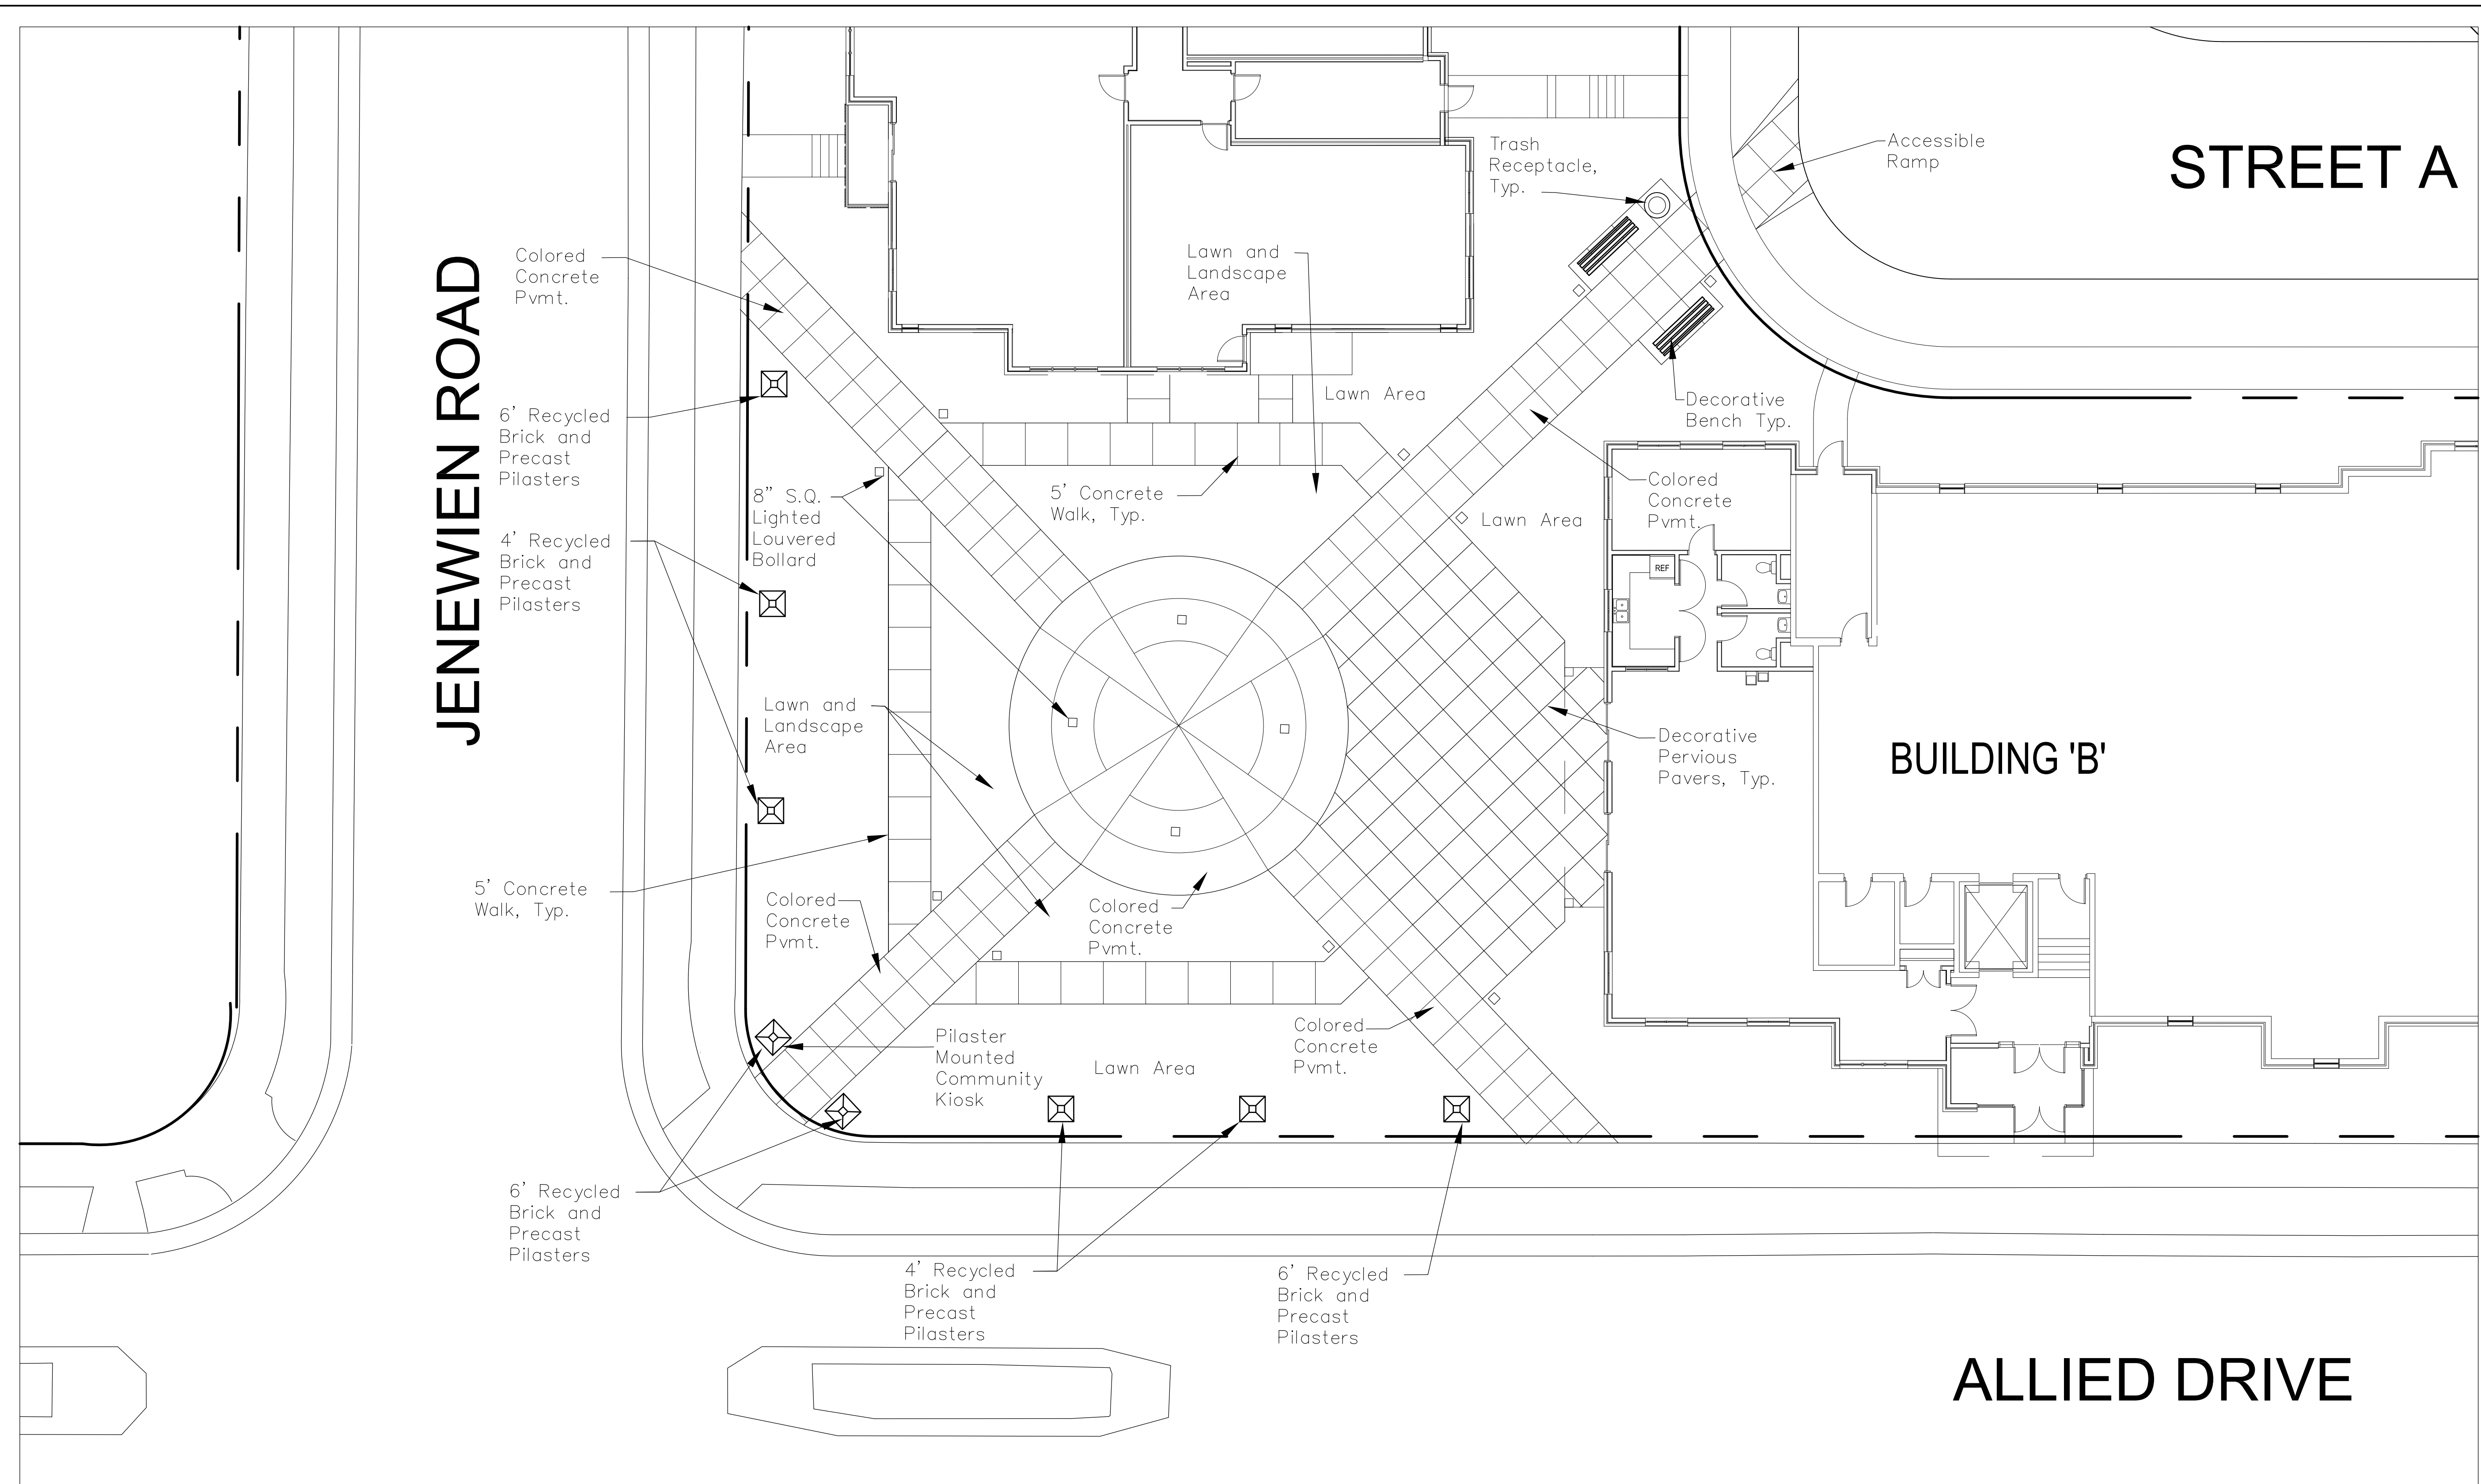 STREET A
Accessible
Ramp
Trash
Receptacle,
Typ.
Colored
Concrete
Pvmt.
Lawn and
Landscape
Area
JENEWIEN ROAD
6' Recycled
Brick and
Precast
Pilasters
Lawn Area
Decorative
Bench Typ.
8" S.Q.
Lighted
Louvered
Bollard
5' Concrete
Walk, Typ.
Lawn Area
Colored
Concrete
Pvmt.
4' Recycled
Brick and
Precast
Pilasters
REF
Lawn and
Landscape
Area
Decorative
Pervious
Pavers, Typ.
BUILDING 'B'
5' Concrete
Walk, Typ.
Colored
Concrete
Pvmt.
Colored
Concrete
Pvmt.
Pilaster
Mounted
Community
Kiosk
Lawn Area
Colored
Concrete
Pvmt.
6' Recycled
Brick and
Precast
Pilasters
4' Recycled
Brick and
Precast
Pilasters
6' Recycled
Brick and
Precast
Pilasters
ALLIED DRIVE